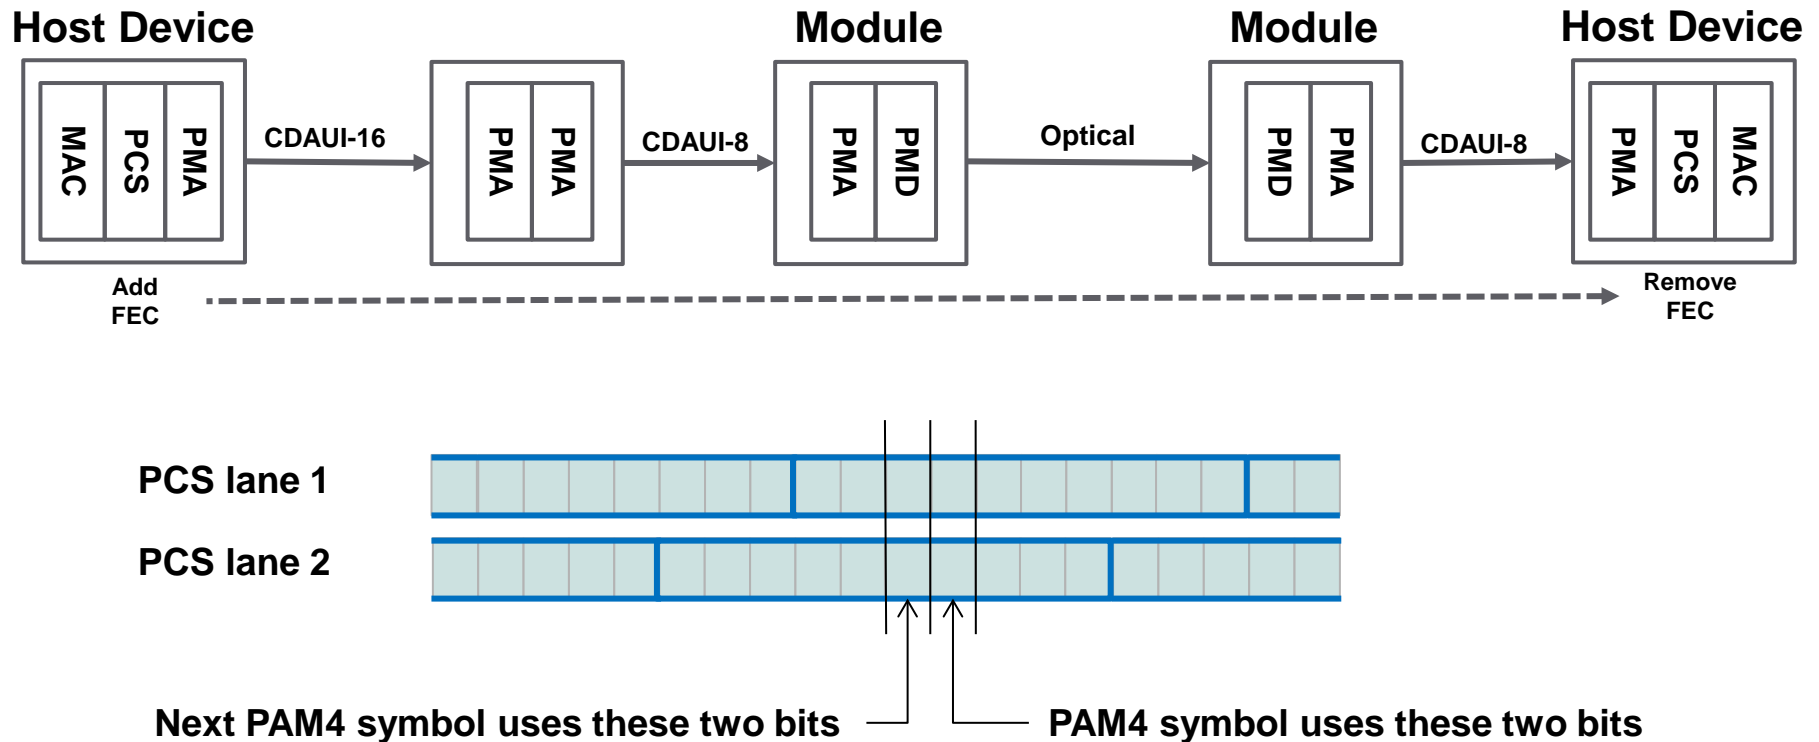 Host Device
Module
Module
Host Device
MAC
PCS
PMA
CDAUI-16
PMA
PMA
CDAUI-8
PMA
PMD
Optical
PMD
PMA
CDAUI-8
PMA
PCS
MAC
Add
FEC
Remove
FEC
PCS lane 1
PCS lane 2
Next PAM4 symbol uses these two bits
PAM4 symbol uses these two bits